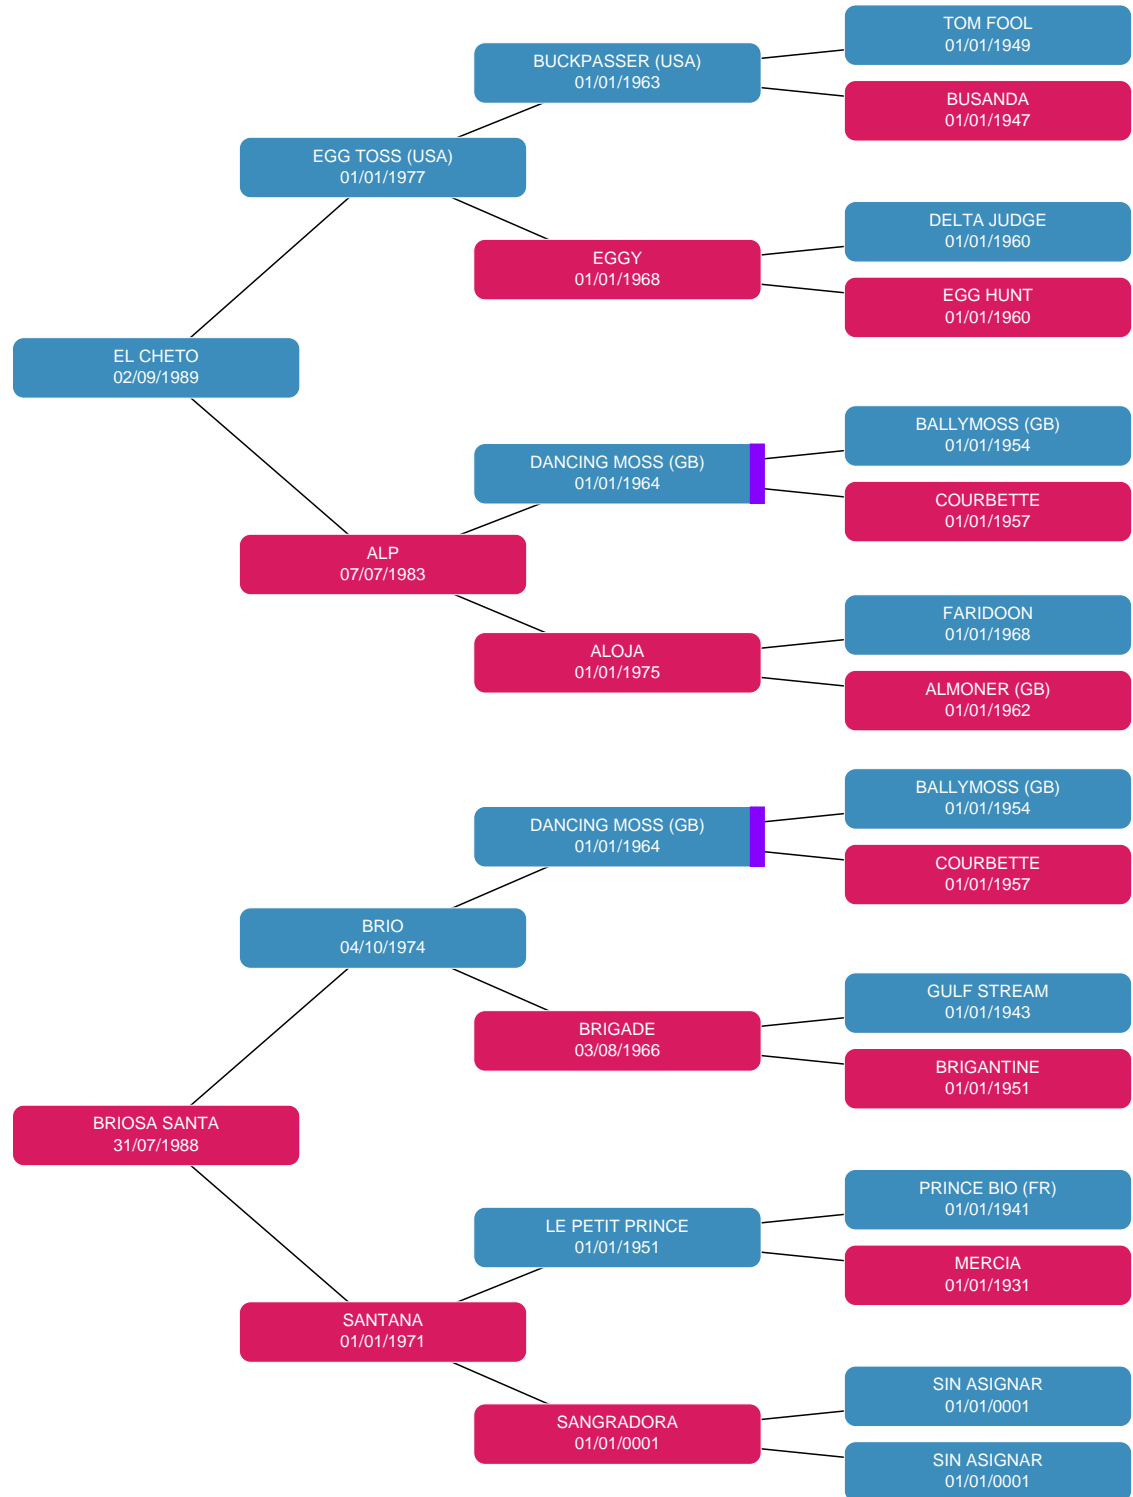 TOM FOOL
01/01/1949
BUCKPASSER (USA)
01/01/1963
BUSANDA
01/01/1947
EGG TOSS (USA)
01/01/1977
DELTA JUDGE
01/01/1960
EGGY
01/01/1968
EGG HUNT
01/01/1960
EL CHETO
02/09/1989
BALLYMOSS (GB)
01/01/1954
DANCING MOSS (GB)
01/01/1964
COURBETTE
01/01/1957
ALP
07/07/1983
FARIDOON
01/01/1968
ALOJA
01/01/1975
ALMONER (GB)
01/01/1962
BALLYMOSS (GB)
01/01/1954
DANCING MOSS (GB)
01/01/1964
COURBETTE
01/01/1957
BRIO
04/10/1974
GULF STREAM
01/01/1943
BRIGADE
03/08/1966
BRIGANTINE
01/01/1951
BRIOSA SANTA
31/07/1988
PRINCE BIO (FR)
01/01/1941
LE PETIT PRINCE
01/01/1951
MERCIA
01/01/1931
SANTANA
01/01/1971
SIN ASIGNAR
01/01/0001
SANGRADORA
01/01/0001
SIN ASIGNAR
01/01/0001